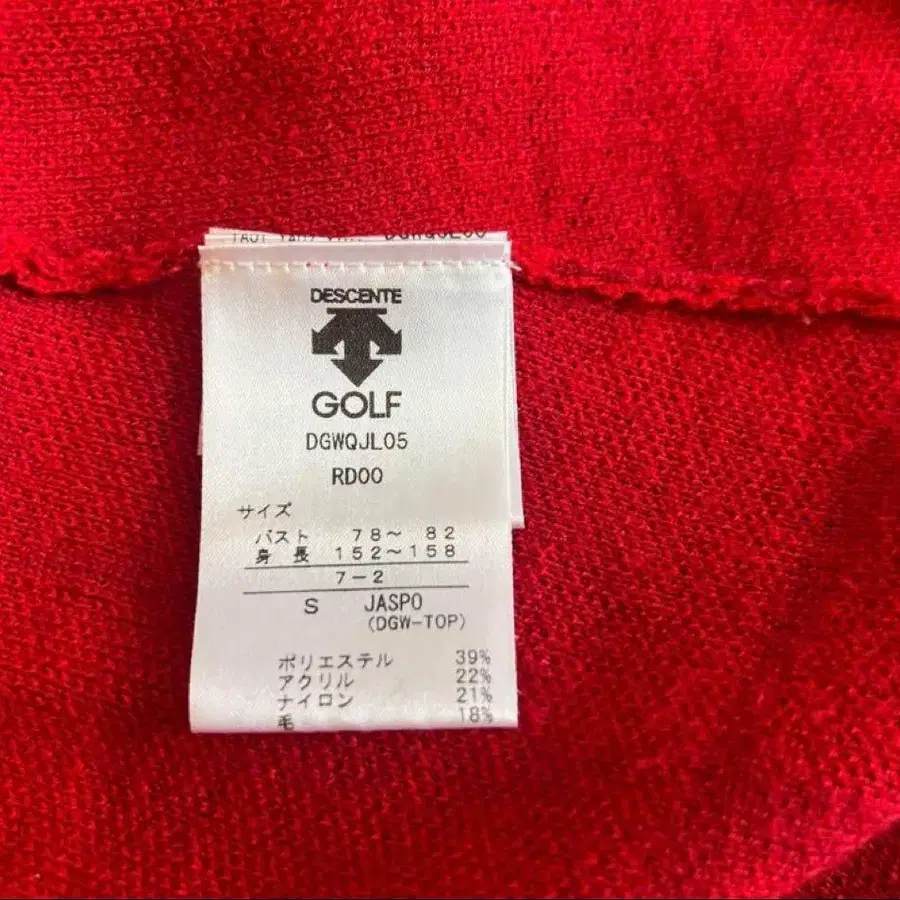 DESCENTE
GOLF
DGWQJL05
RD00
サイズ
バスト 78～ 82
身長 152～158
7－2
S JASPO
(DGW-TOP)
ポリエステル 39%
アクリル 22%
ナイロン 21%
毛 18%